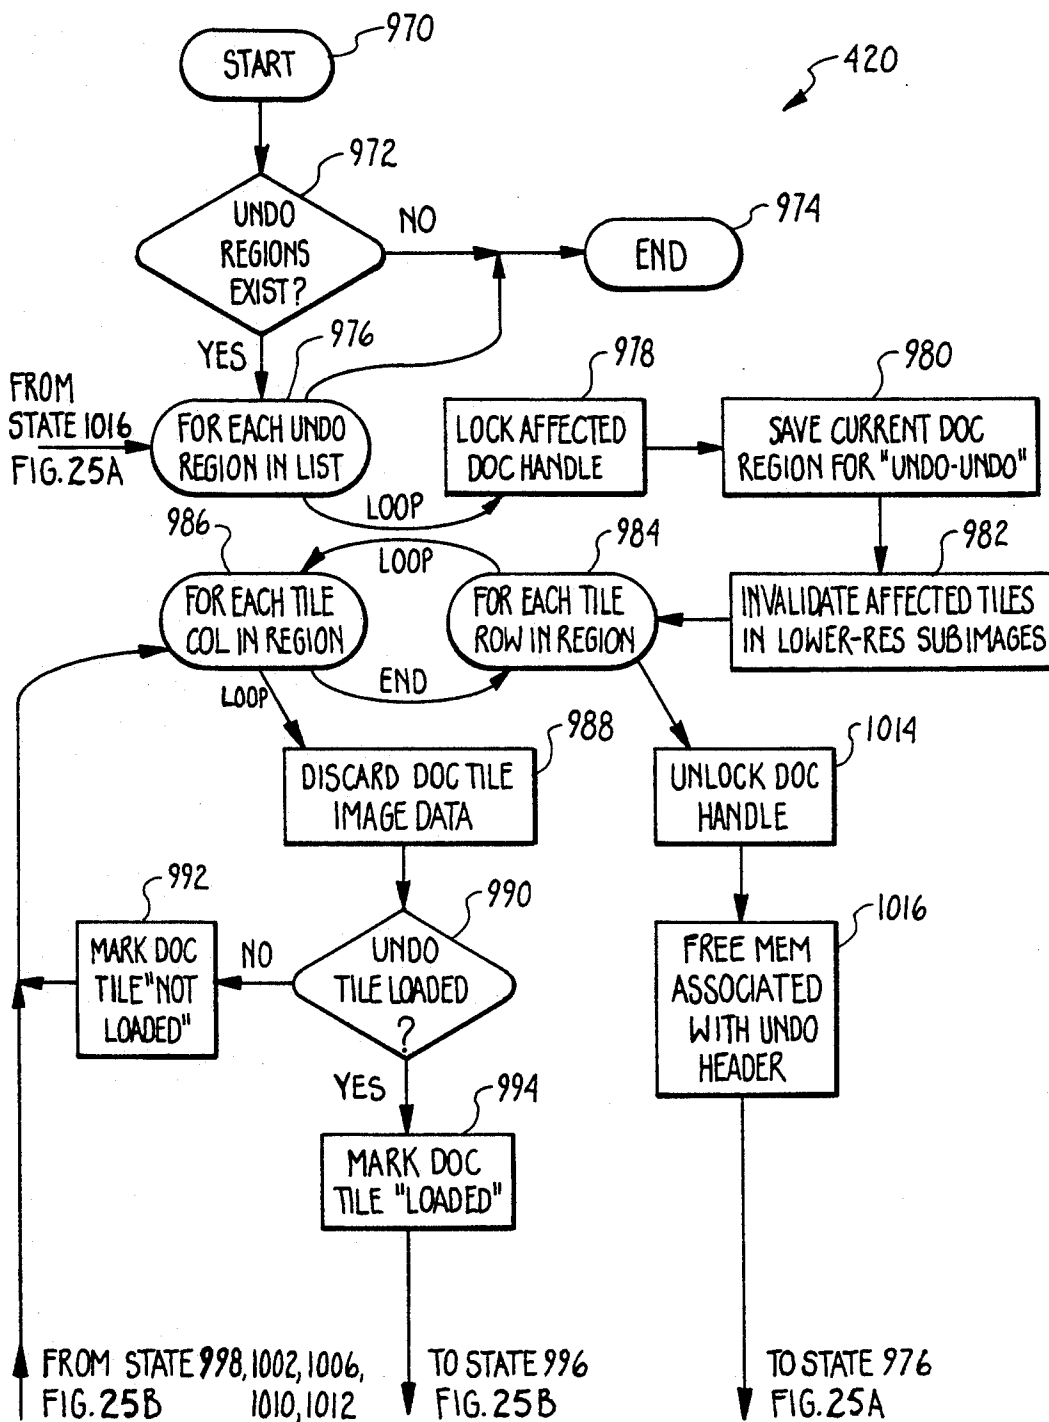 970
START
420
972
UNDO
REGIONS
EXIST?
NO
974
END
YES
976
FROM
STATE 1016
FIG. 25A
FOR EACH UNDO
REGION IN LIST
978
LOCK AFFECTED
DOC HANDLE
980
SAVE CURRENT DOC
REGION FOR "UNDO-UNDO"
LOOP
986
LOOP
984
982
FOR EACH TILE
COL IN REGION
FOR EACH TILE
ROW IN REGION
INVALIDATE AFFECTED TILES
IN LOWER-RES SUBIMAGES
END
LOOP
988
DISCARD DOC TILE
IMAGE DATA
1014
UNLOCK DOC
HANDLE
992
MARK DOC
TILE "NOT
LOADED"
NO
990
UNDO
TILE LOADED
?
1016
FREE MEM
ASSOCIATED
WITH UNDO
HEADER
YES
994
MARK DOC
TILE "LOADED"
FROM STATE 998, 1002, 1006,
FIG. 25B 1010, 1012
TO STATE 996
FIG. 25B
TO STATE 976
FIG. 25A